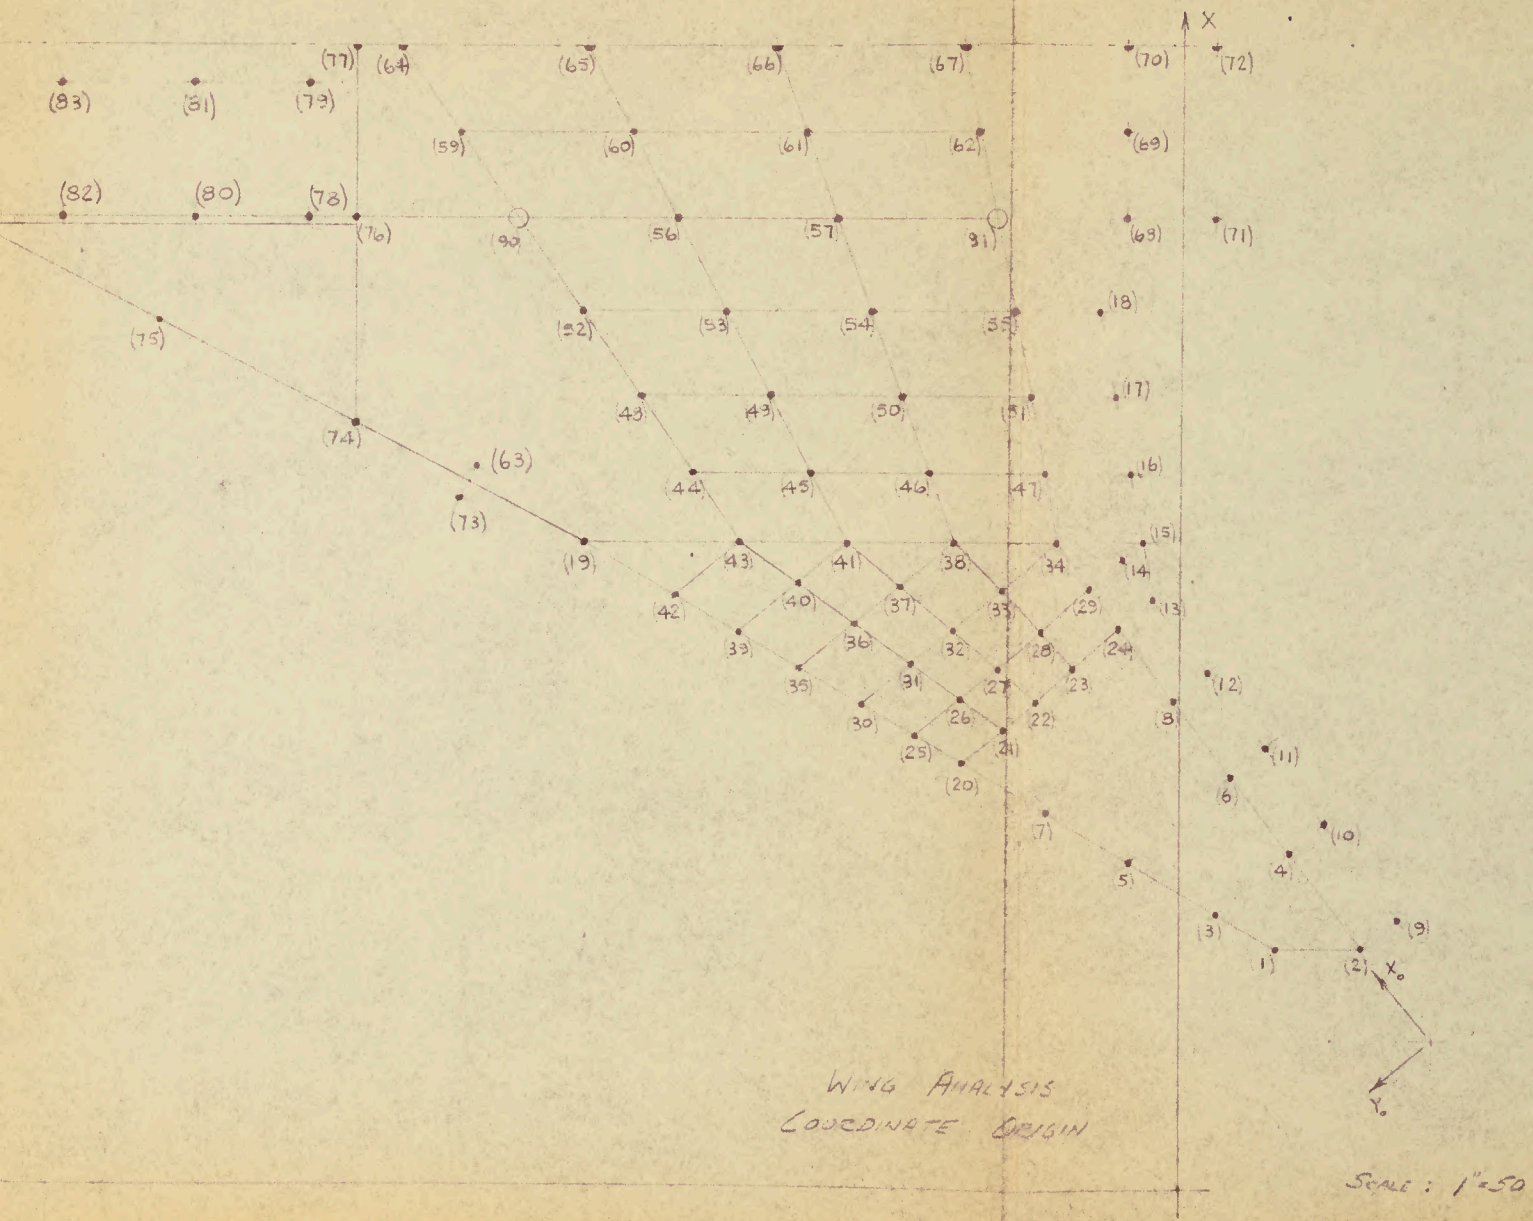 X
(77) (64) (65) (66) (67) (70) (72)
(83) (81) (79)
(59) (60) (61) (62) (69)
(82) (80) (78)
(76) (90) (56) (57) (91) (68) (71)
(75) (52) (53) (54) (55) (18)
(48) (49) (50) (51) (17)
(74) (63) (44) (45) (46) (47) (16)
(73)
(19) (43) (41) (38) (34) (15)
(14)
(42) (40) (37) (33) (29) (13)
(39) (36) (32) (28) (24)
(35) (31) (27) (23) (12)
(30) (26) (22) (8)
(25) (21) (11)
(20) (6)
(7) (10)
(5) (4)
(3) (9)
(1) (2) X₀
WING ANALYSIS
Y₀
COORDINATE ORIGIN
SCALE: 1"=50